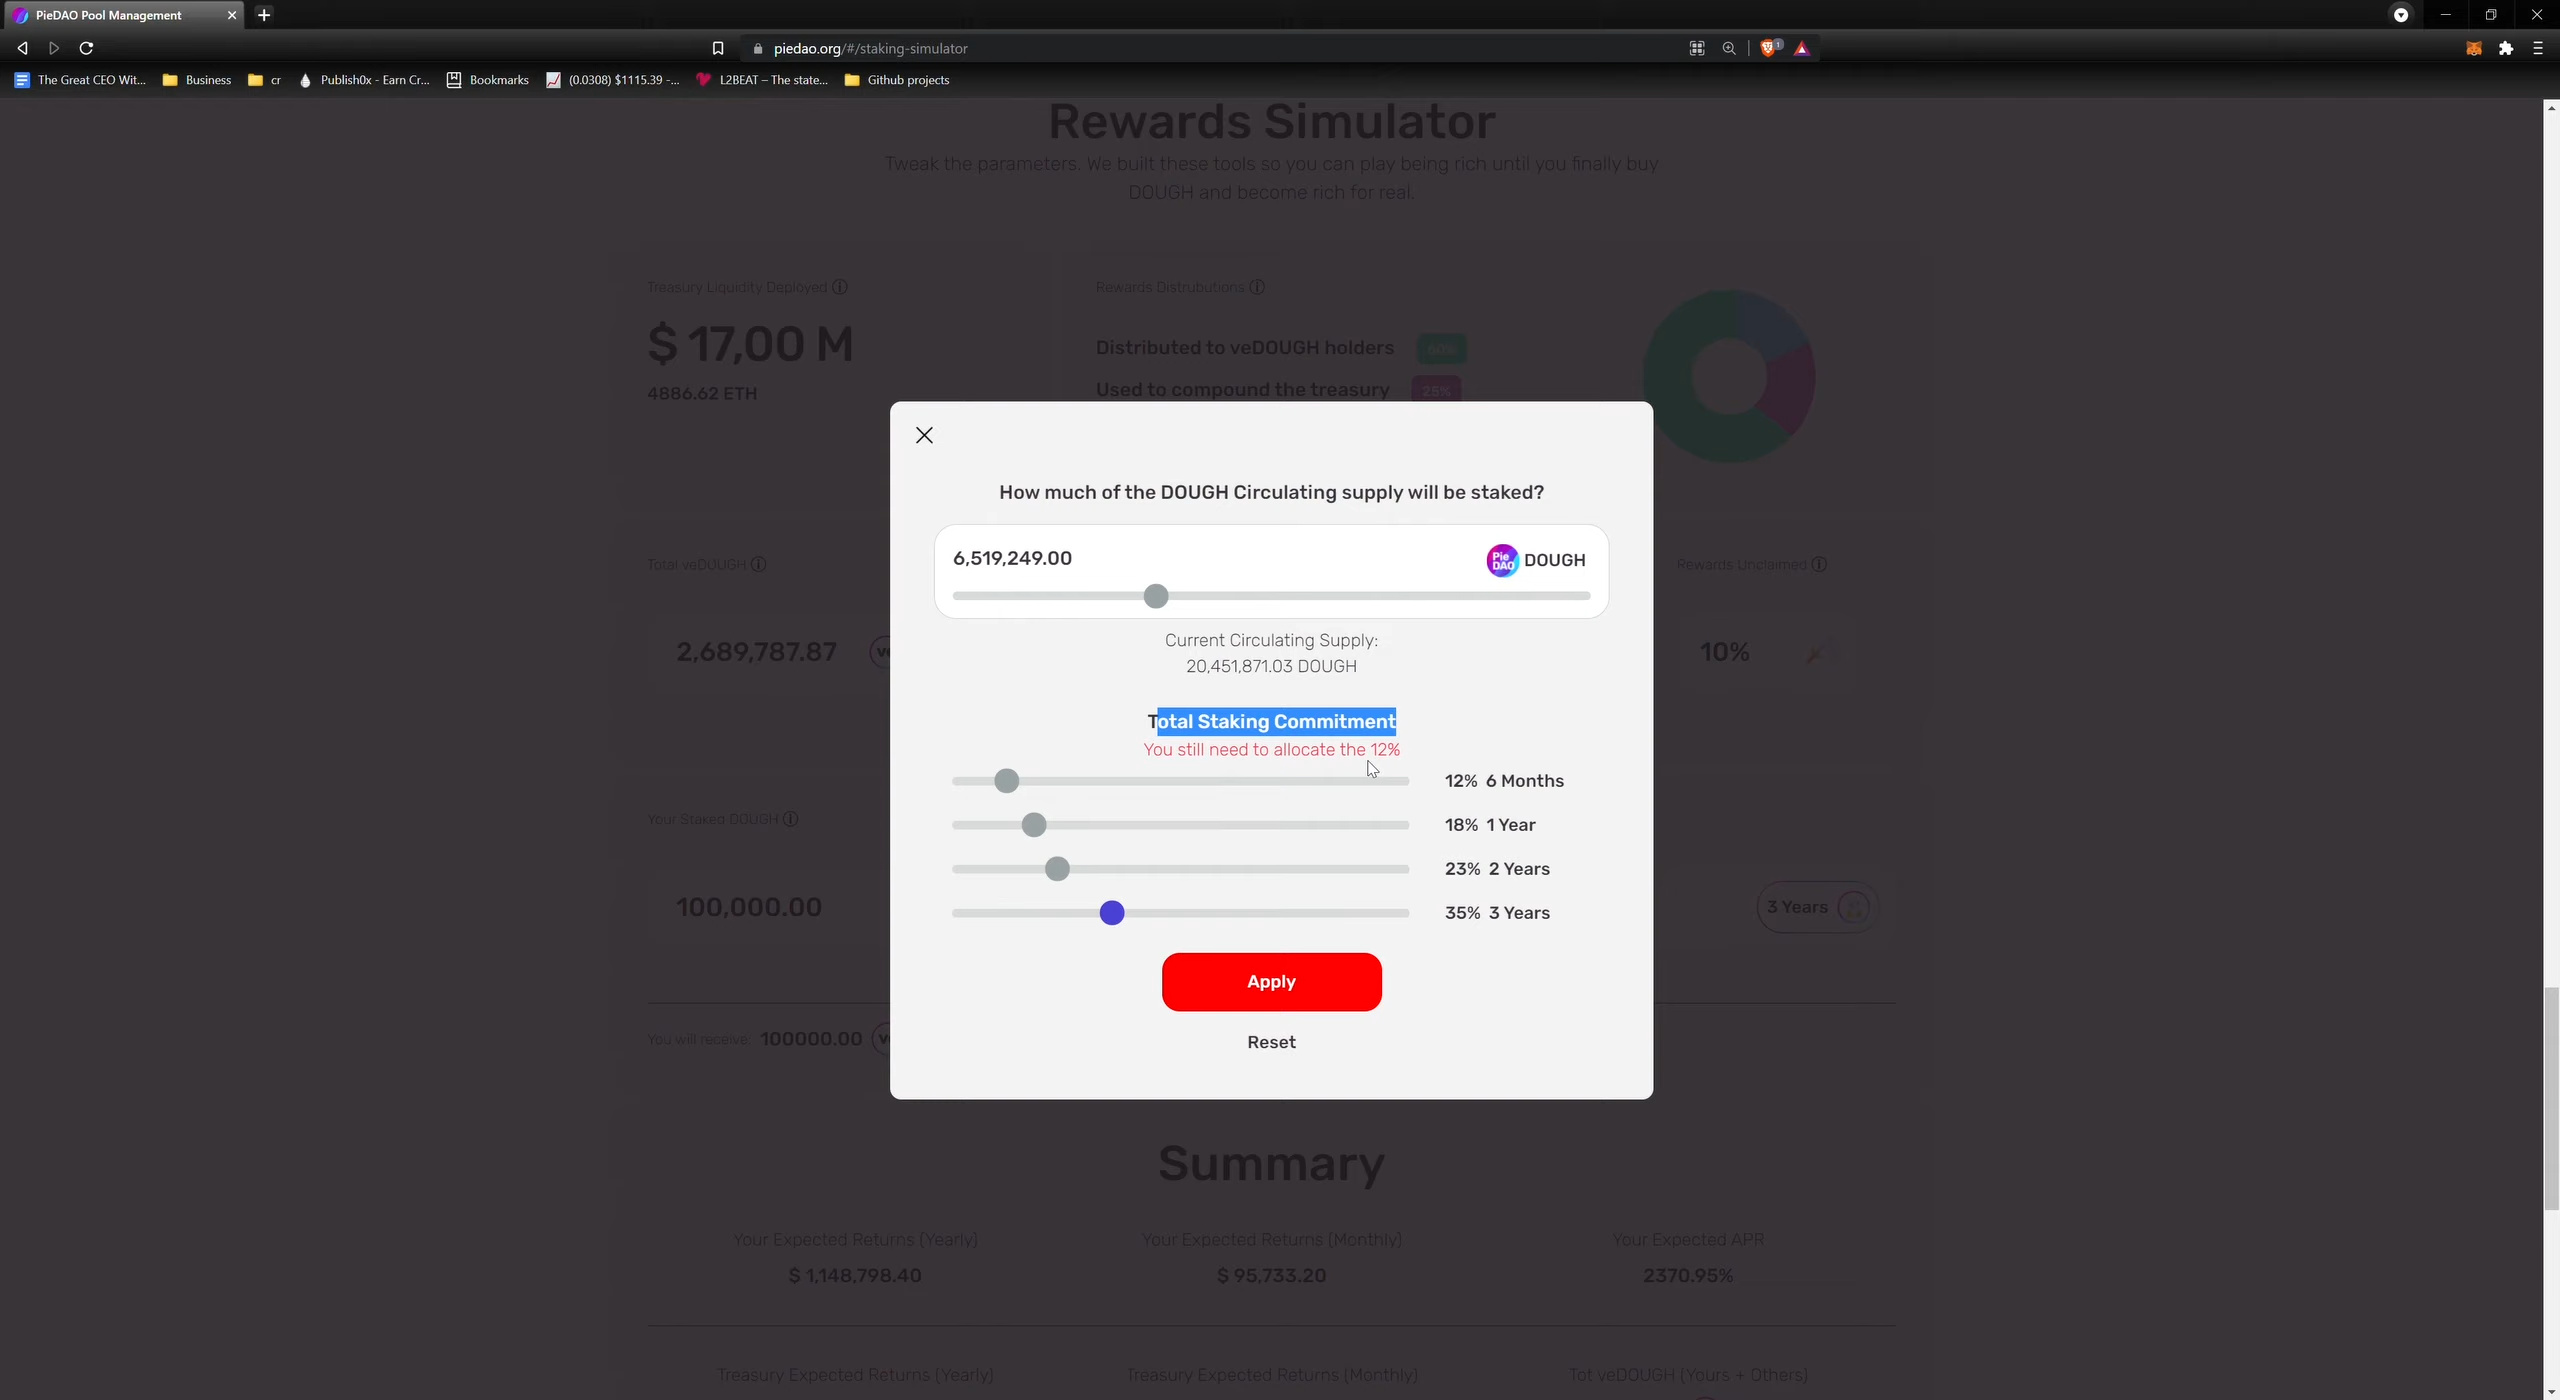 PieDAO Pool Management
piedao.org/#/staking-simulator
The Great CEO Wit...
Business
cr
Publish0x - Earn Cr...
Bookmarks
(0.0308) $1115.39 -...
L2BEAT – The state...
Github projects
Rewards Simulator
Tweak the parameters. We built these tools so you can play being rich until you finally buy
DOUGH and become rich for real.
Treasury Liquidity Deployed
$ 17,00 M
4886.62 ETH
Rewards Distrubutions
Distributed to veDOUGH holders 60%
Used to compound the treasury 25%
How much of the DOUGH Circulating supply will be staked?
6,519,249.00
Pie DAO DOUGH
Current Circulating Supply:
20,451,871.03 DOUGH
Total Staking Commitment
You still need to allocate the 12%
12% 6 Months
18% 1 Year
23% 2 Years
35% 3 Years
Apply
Reset
Total veDOUGH
2,689,787.87
Rewards Unclaimed
10%
Your Staked DOUGH
100,000.00
3 Years
You will receive: 100000.00
Summary
Your Expected Returns (Yearly)
$ 1,148,798.40
Your Expected Returns (Monthly)
$ 95,733.20
Your Expected APR
2370.95%
Treasury Expected Returns (Yearly)
Treasury Expected Returns (Monthly)
Tot veDOUGH (Yours + Others)